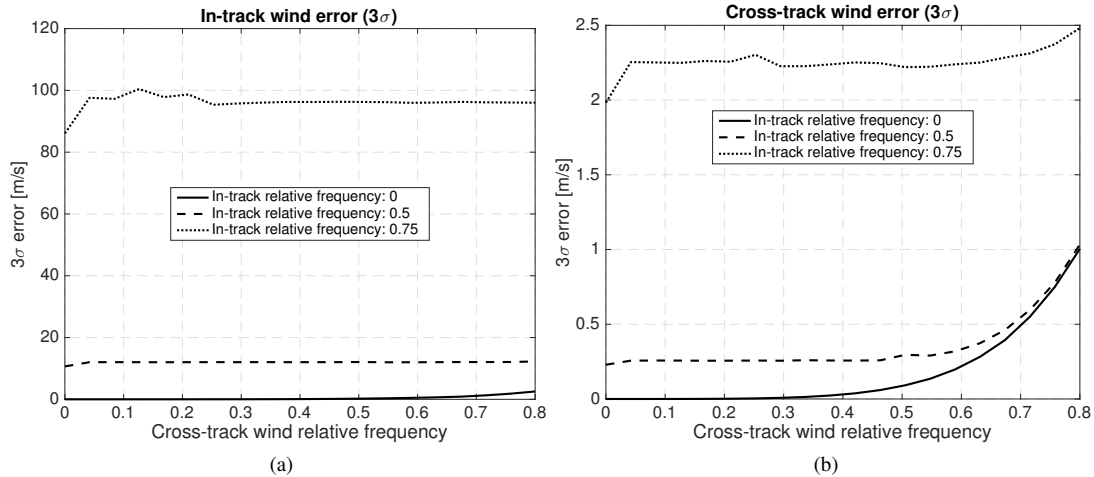 In-track wind error (3σ)
120
100
80
60
40
20
0
3σ error [m/s]
In-track relative frequency: 0
In-track relative frequency: 0.5
In-track relative frequency: 0.75
0 0.1 0.2 0.3 0.4 0.5 0.6 0.7 0.8
Cross-track wind relative frequency
(a)
Cross-track wind error (3σ)
2.5
2
1.5
1
0.5
0
3σ error [m/s]
In-track relative frequency: 0
In-track relative frequency: 0.5
In-track relative frequency: 0.75
0 0.1 0.2 0.3 0.4 0.5 0.6 0.7 0.8
Cross-track wind relative frequency
(b)